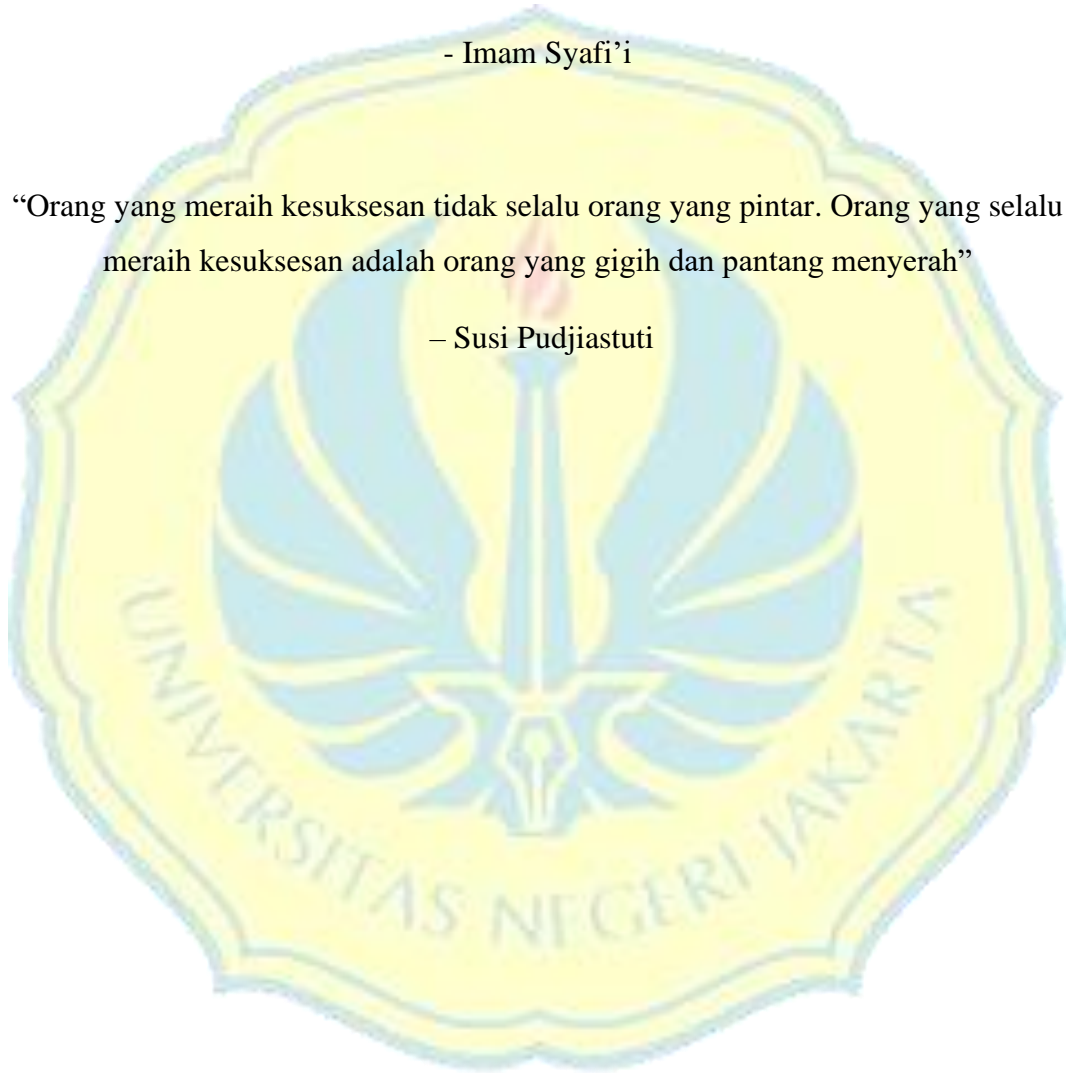 - Imam Syafi’i
“Orang yang meraih kesuksesan tidak selalu orang yang pintar. Orang yang selalu
meraih kesuksesan adalah orang yang gigih dan pantang menyerah”
– Susi Pudjiastuti
UNIVERSITAS NEGERI JAKARTA